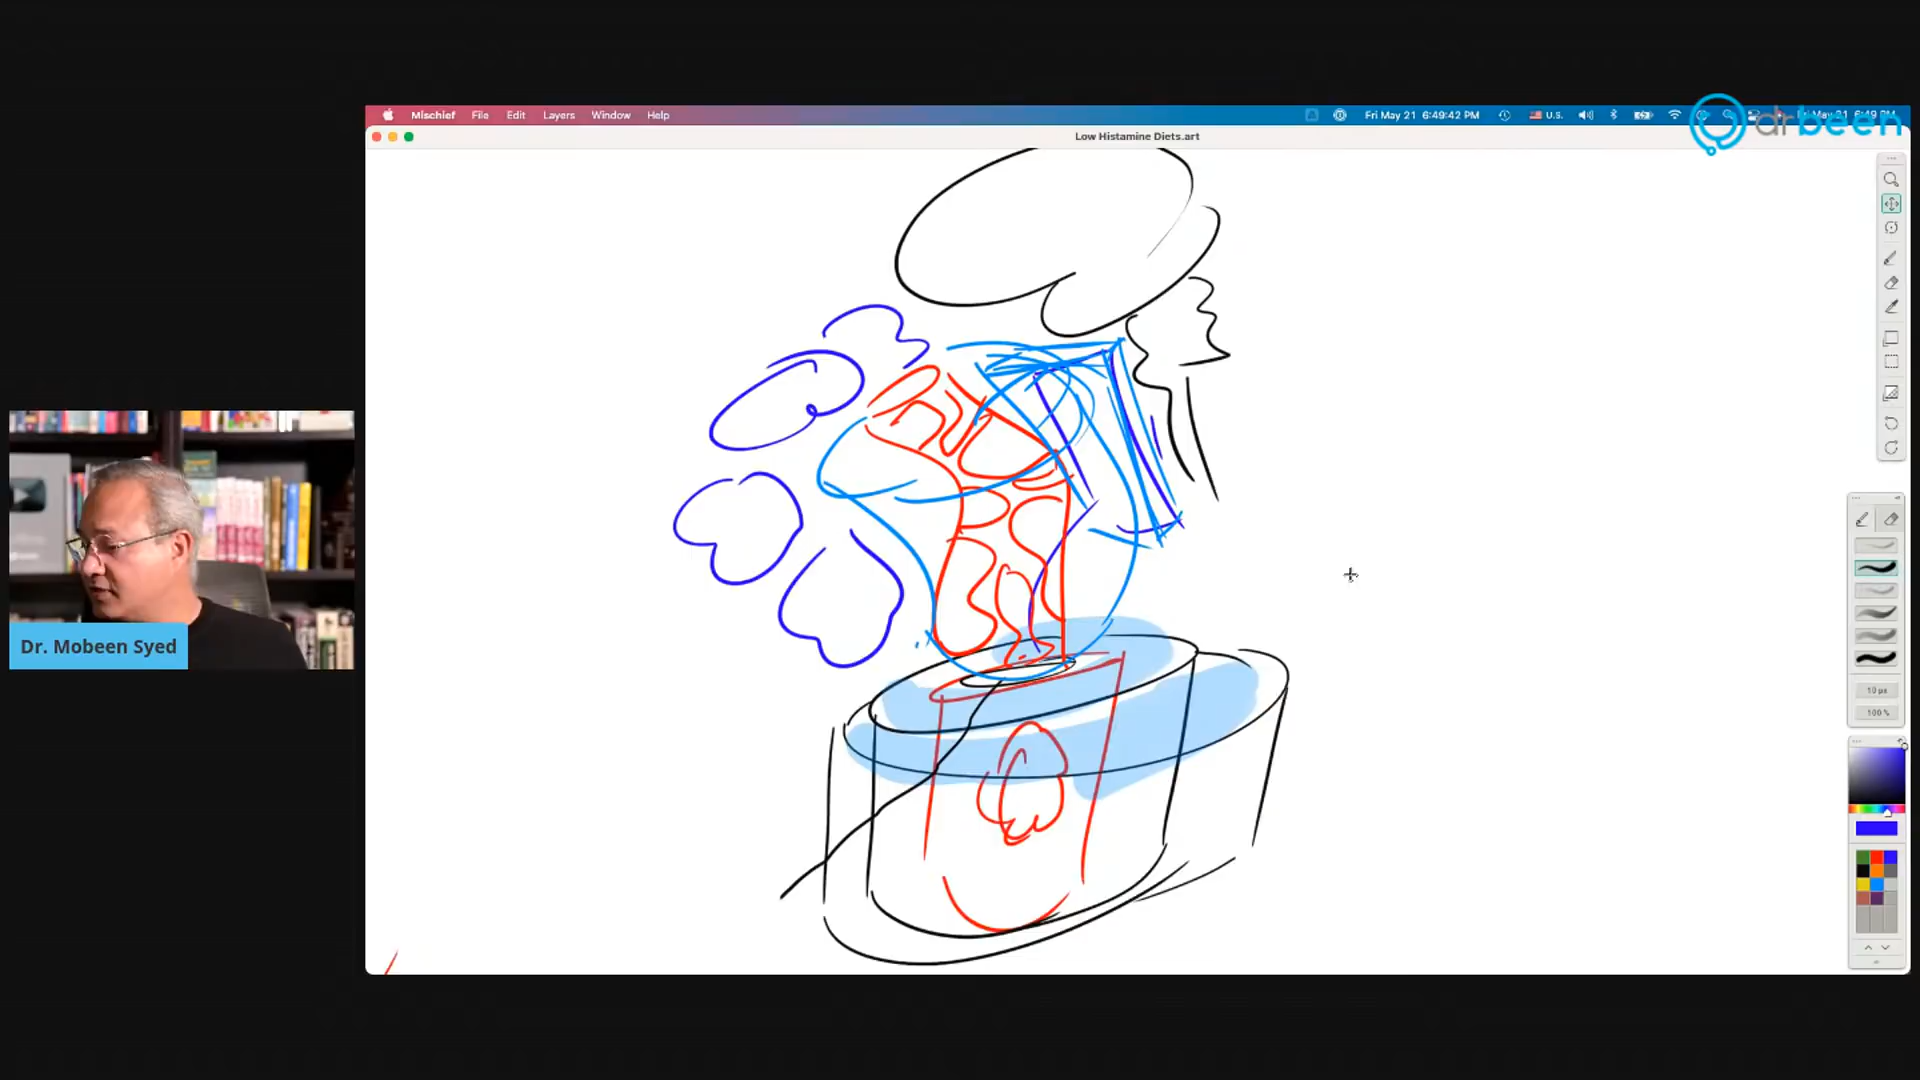 Mischief File Edit Layers Window Help
Fri May 21 6:49:42 PM
U.S.
drbeen
Low Histamine Diets.art
Dr. Mobeen Syed
10 px
100 %